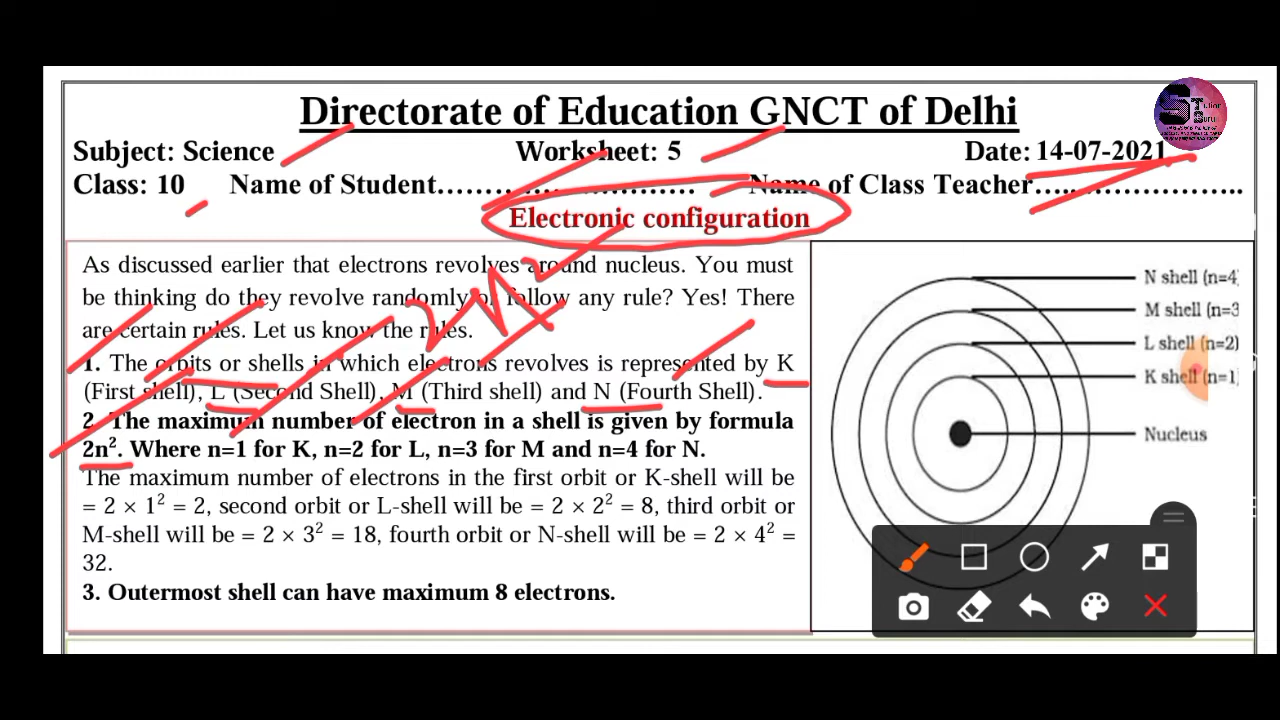 Directorate of Education GNCT of Delhi
S Tution Guru
Subject: Science Worksheet: 5 Date: 14-07-2021
Class: 10 Name of Student............................ Name of Class Teacher........................
Electronic configuration
As discussed earlier that electrons revolves around nucleus. You must
be thinking do they revolve randomly or follow any rule? Yes! There
are certain rules. Let us know the rules.
1. The orbits or shells in which electrons revolves is represented by K
(First shell), L (Second Shell), M (Third shell) and N (Fourth Shell).
2. The maximum number of electron in a shell is given by formula
2n². Where n=1 for K, n=2 for L, n=3 for M and n=4 for N.
The maximum number of electrons in the first orbit or K-shell will be
= 2 × 1² = 2, second orbit or L-shell will be = 2 × 2² = 8, third orbit or
M-shell will be = 2 × 3² = 18, fourth orbit or N-shell will be = 2 × 4² =
32.
3. Outermost shell can have maximum 8 electrons.
2n²
N shell (n=4
M shell (n=3
L shell (n=2)
K shell (n=1)
Nucleus